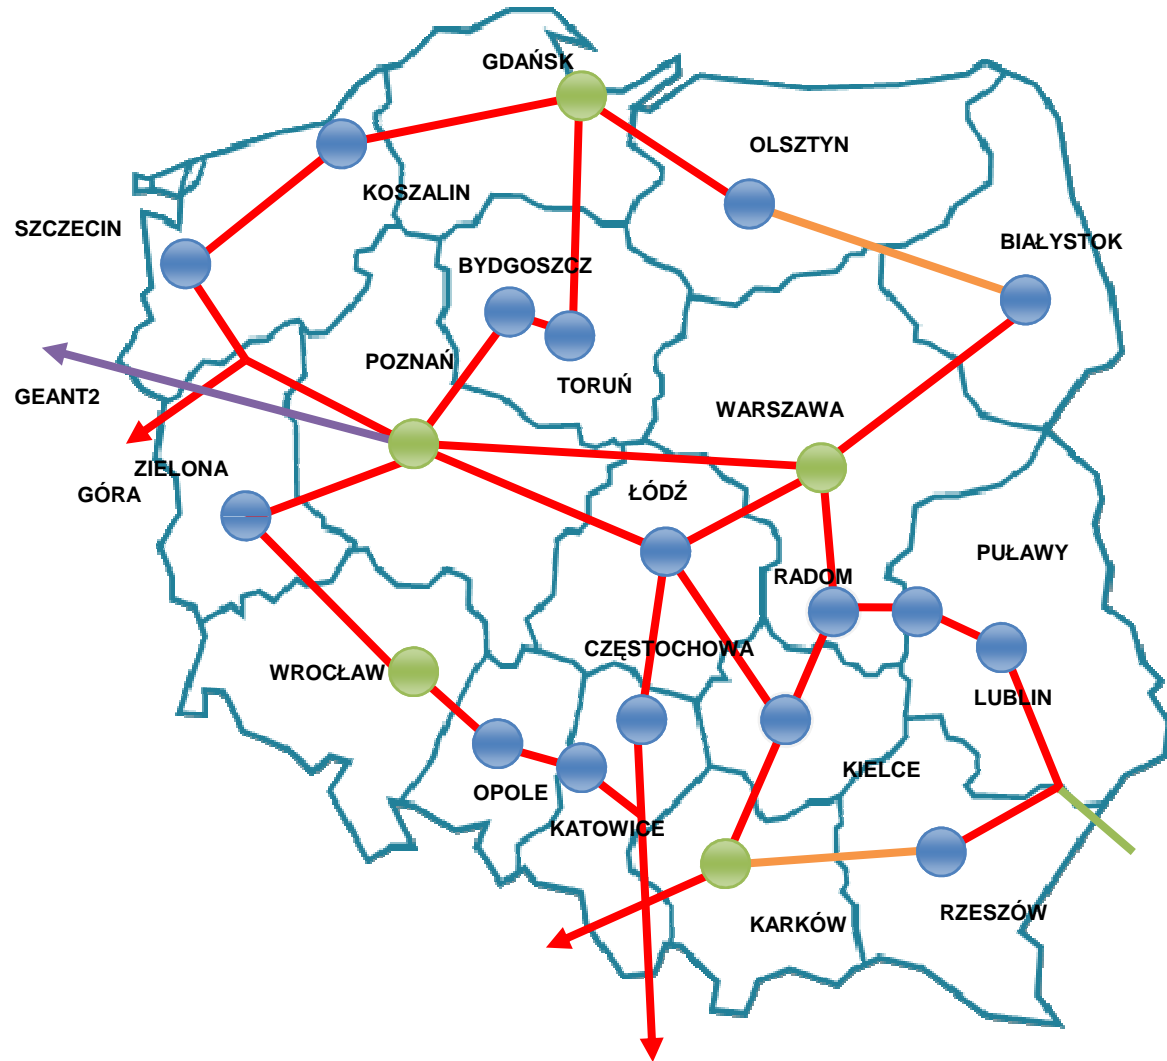 GDAŃSK
OLSZTYN
KOSZALIN
SZCZECIN
BIAŁYSTOK
BYDGOSZCZ
POZNAŃ
TORUŃ
GEANT2
WARSZAWA
ZIELONA
GÓRA
ŁÓDŹ
PUŁAWY
RADOM
CZĘSTOCHOWA
WROCŁAW
LUBLIN
KIELCE
OPOLE
KATOWICE
RZESZÓW
KARKÓW